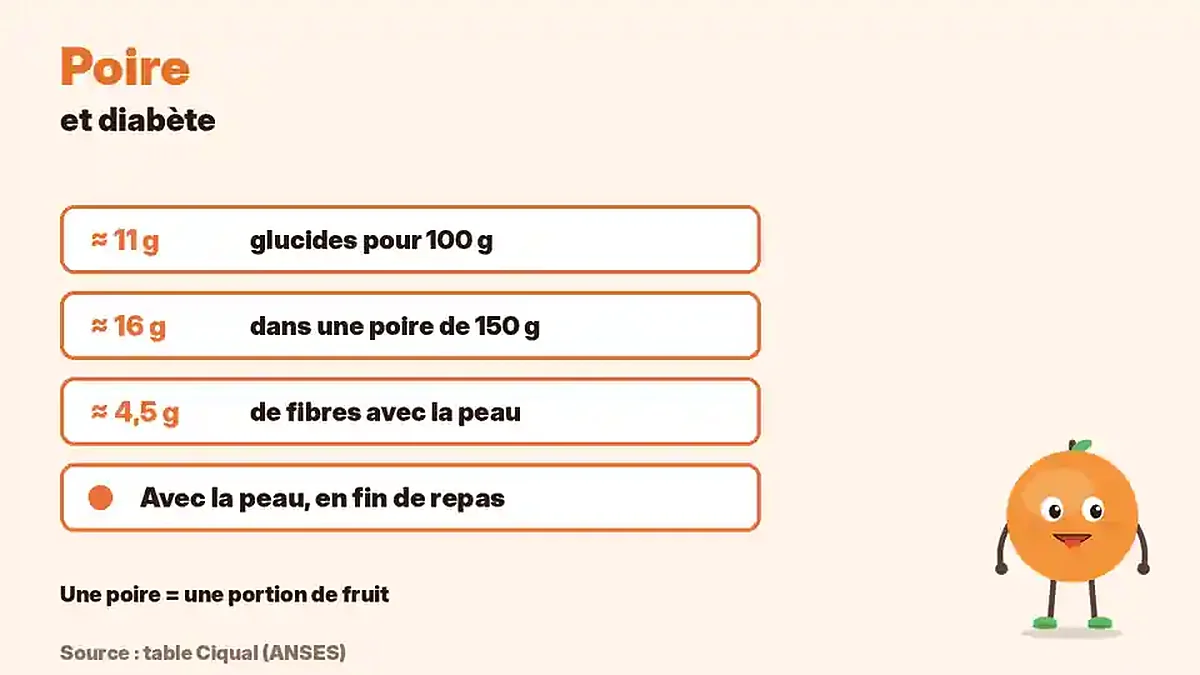 Poire
et diabète
≈ 11 g glucides pour 100 g
≈ 16 g dans une poire de 150 g
≈ 4,5 g de fibres avec la peau
Avec la peau, en fin de repas
Une poire = une portion de fruit
Source : table Ciqual (ANSES)